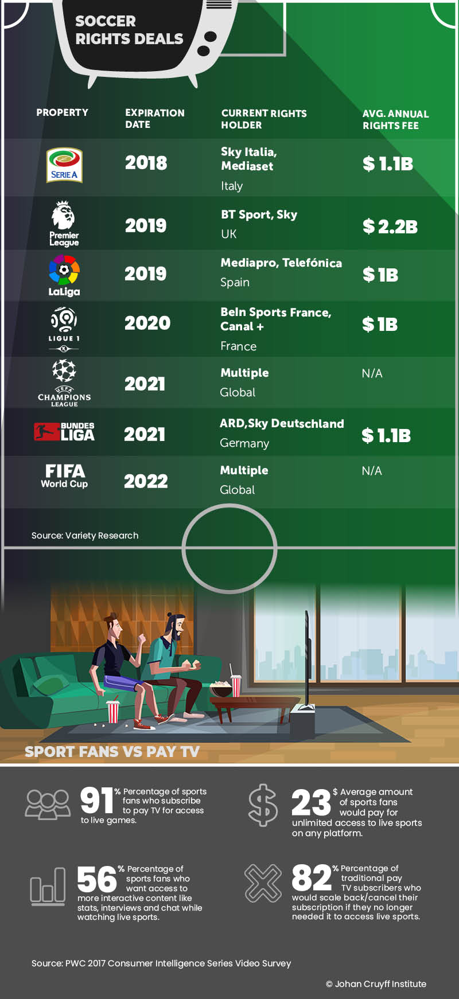 SOCCER
RIGHTS DEALS
PROPERTY
EXPIRATION
DATE
CURRENT RIGHTS
HOLDER
AVG. ANNUAL
RIGHTS FEE
SERIE A
2018
Sky Italia,
Mediaset
Italy
$ 1.1B
Premier
League
2019
BT Sport, Sky
UK
$ 2.2B
LaLiga
2019
Mediapro, Telefónica
Spain
$ 1B
LIGUE 1
2020
BeIn Sports France,
Canal +
France
$ 1B
UEFA
CHAMPIONS
LEAGUE
2021
Multiple
Global
N/A
BUNDES
LIGA
2021
ARD,Sky Deutschland
Germany
$ 1.1B
FIFA
World Cup
2022
Multiple
Global
N/A
Source: Variety Research
SPORT FANS VS PAY TV
91% Percentage of sports
fans who subscribe
to pay TV for access
to live games.
23$ Average amount
of sports fans
would pay for
unlimited access to live sports
on any platform.
56% Percentage of
sports fans who
want access to
more interactive content like
stats, interviews and chat while
watching live sports.
82% Percentage of
traditional pay
TV subscribers who
would scale back/cancel their
subscription if they no longer
needed it to access live sports.
Source: PWC 2017 Consumer Intelligence Series Video Survey
© Johan Cruyff Institute